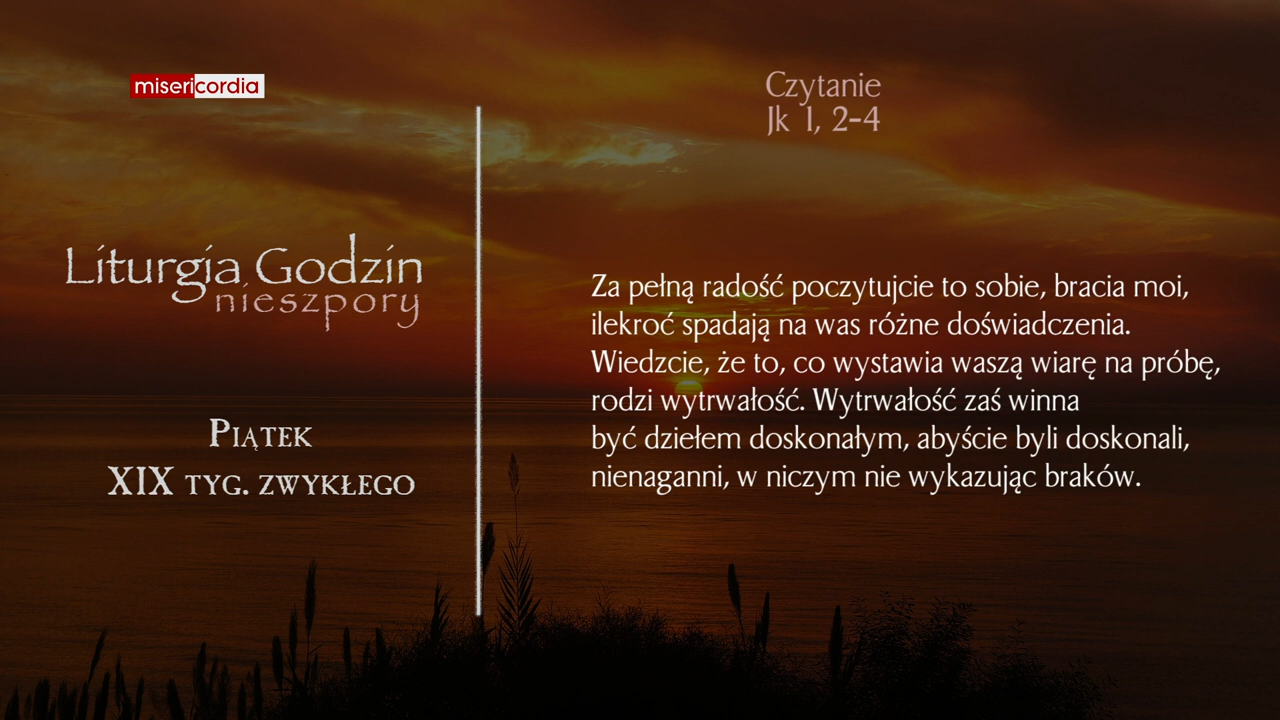 misericordia
Liturgia Godzin
nieszpory
Piątek
XIX tyg. zwykłego
Czytanie
Jk 1, 2-4
Za pełną radość poczytujcie to sobie, bracia moi,
ilekroć spadają na was różne doświadczenia.
Wiedzcie, że to, co wystawia waszą wiarę na próbę,
rodzi wytrwałość. Wytrwałość zaś winna
być dziełem doskonałym, abyście byli doskonali,
nienaganni, w niczym nie wykazując braków.